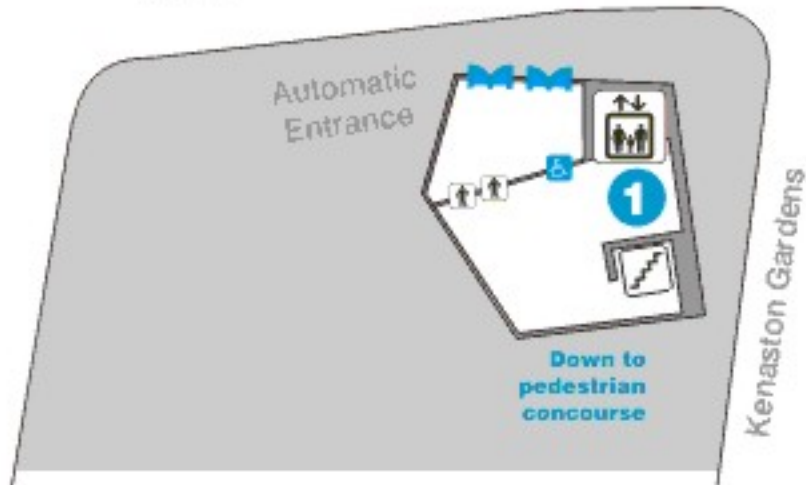 Automatic
Entrance
1
Kenaston Gardens
Down to
pedestrian
concourse